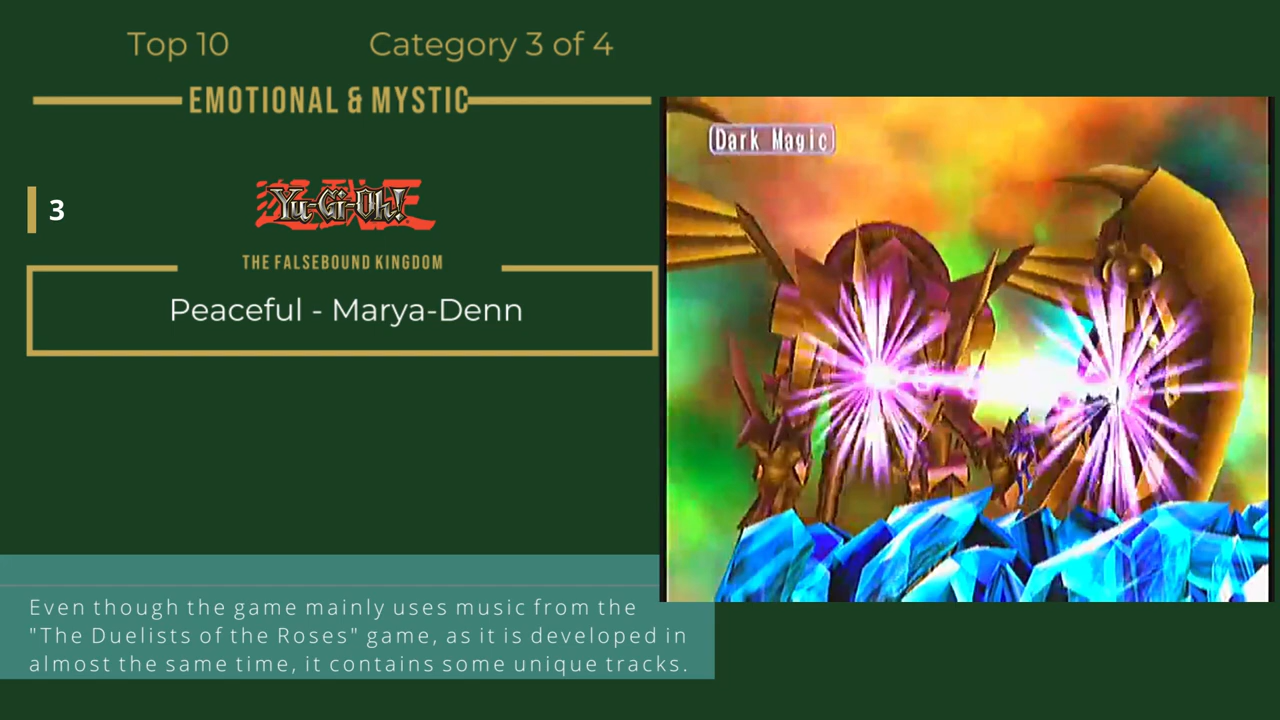 Top 10
Category 3 of 4
EMOTIONAL & MYSTIC
3
Yu-Gi-Oh!
THE FALSEBOUND KINGDOM
Peaceful - Marya-Denn
Dark Magic
Even though the game mainly uses music from the
"The Duelists of the Roses" game, as it is developed in
almost the same time, it contains some unique tracks.